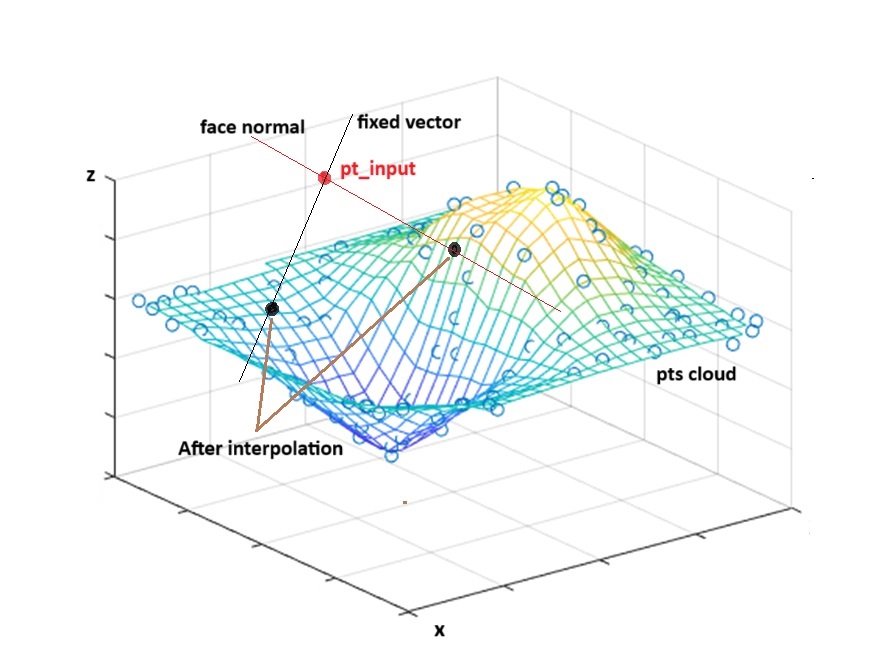 fixed vector
face normal
pt_input
z
pts cloud
After interpolation
x